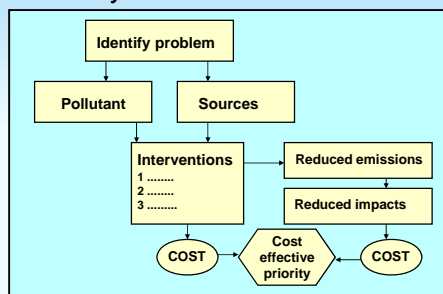 Identify problem
Pollutant
Sources
Interventions
1 ........
2 .......
3 .........
Reduced emissions
Reduced impacts
COST
Cost
effective
priority
COST